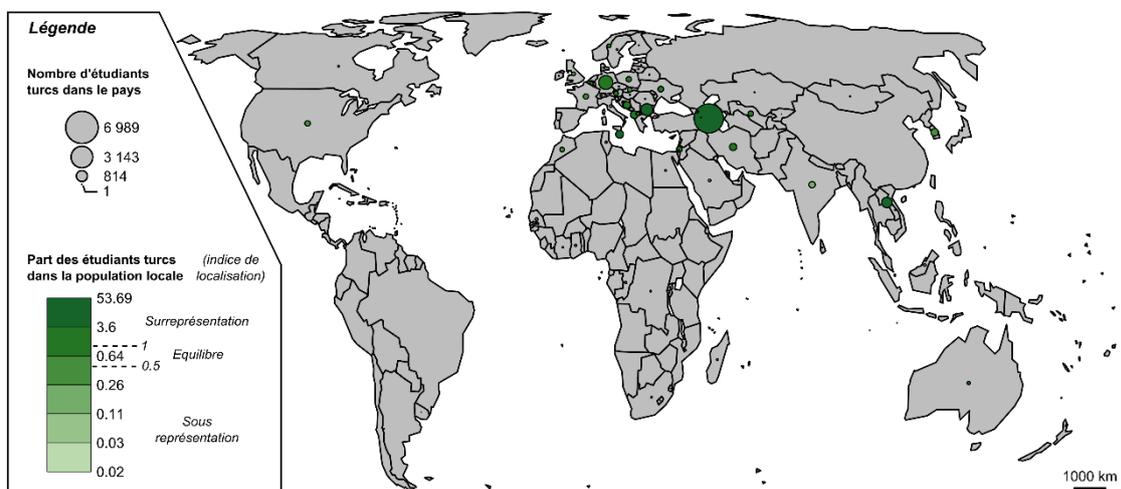 Légende
Nombre d'étudiants
turcs dans le pays
6 989
3 143
814
1
Part des étudiants turcs
dans la population locale
(indice de
localisation)
53.69
Surreprésentation
3.6
1
0.64
Equilibre
0.5
0.26
0.11
Sous
représentation
0.03
0.02
1000 km